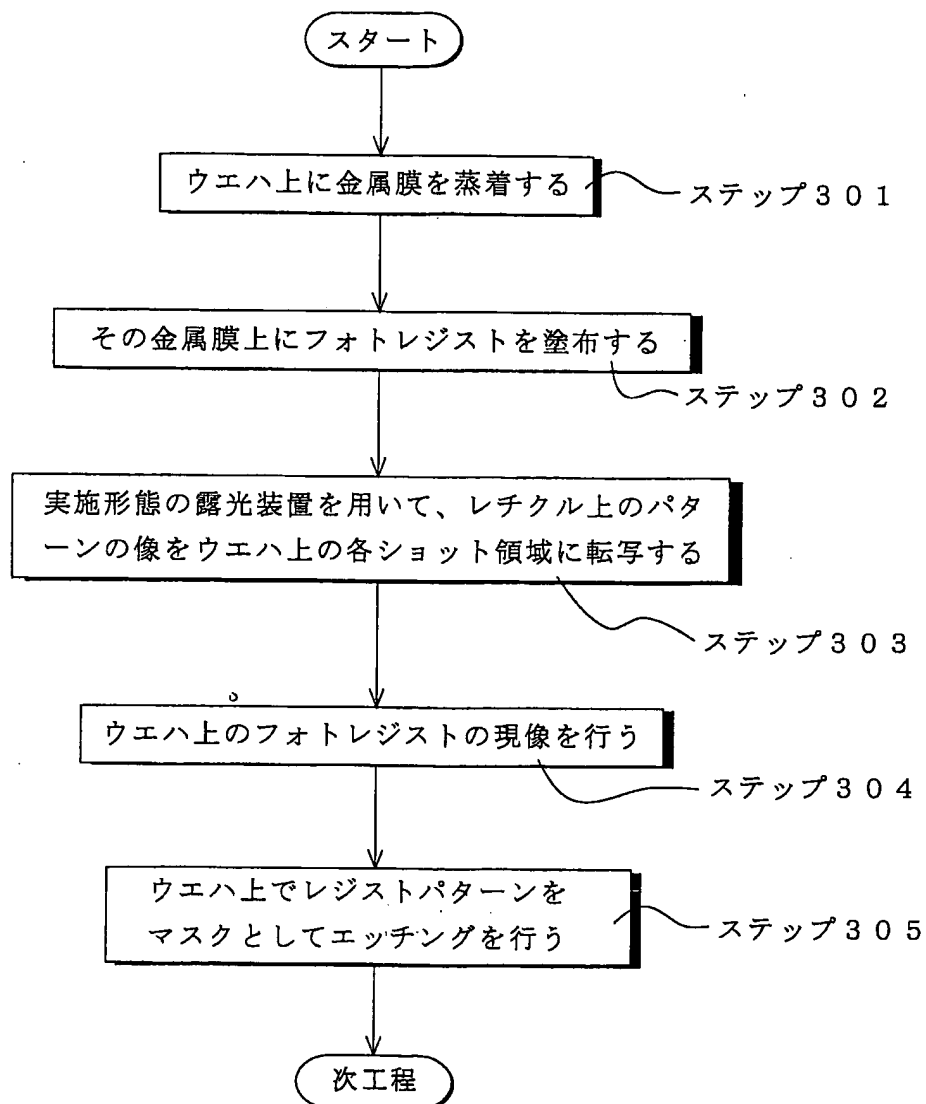 スタート
ウエハ上に金属膜を蒸着する
ステップ３０１
その金属膜上にフォトレジストを塗布する
ステップ３０２
実施形態の露光装置を用いて、レチクル上のパタ
ーンの像をウエハ上の各ショット領域に転写する
ステップ３０３
ウエハ上のフォトレジストの現像を行う
ステップ３０４
ウエハ上でレジストパターンを
マスクとしてエッチングを行う
ステップ３０５
次工程